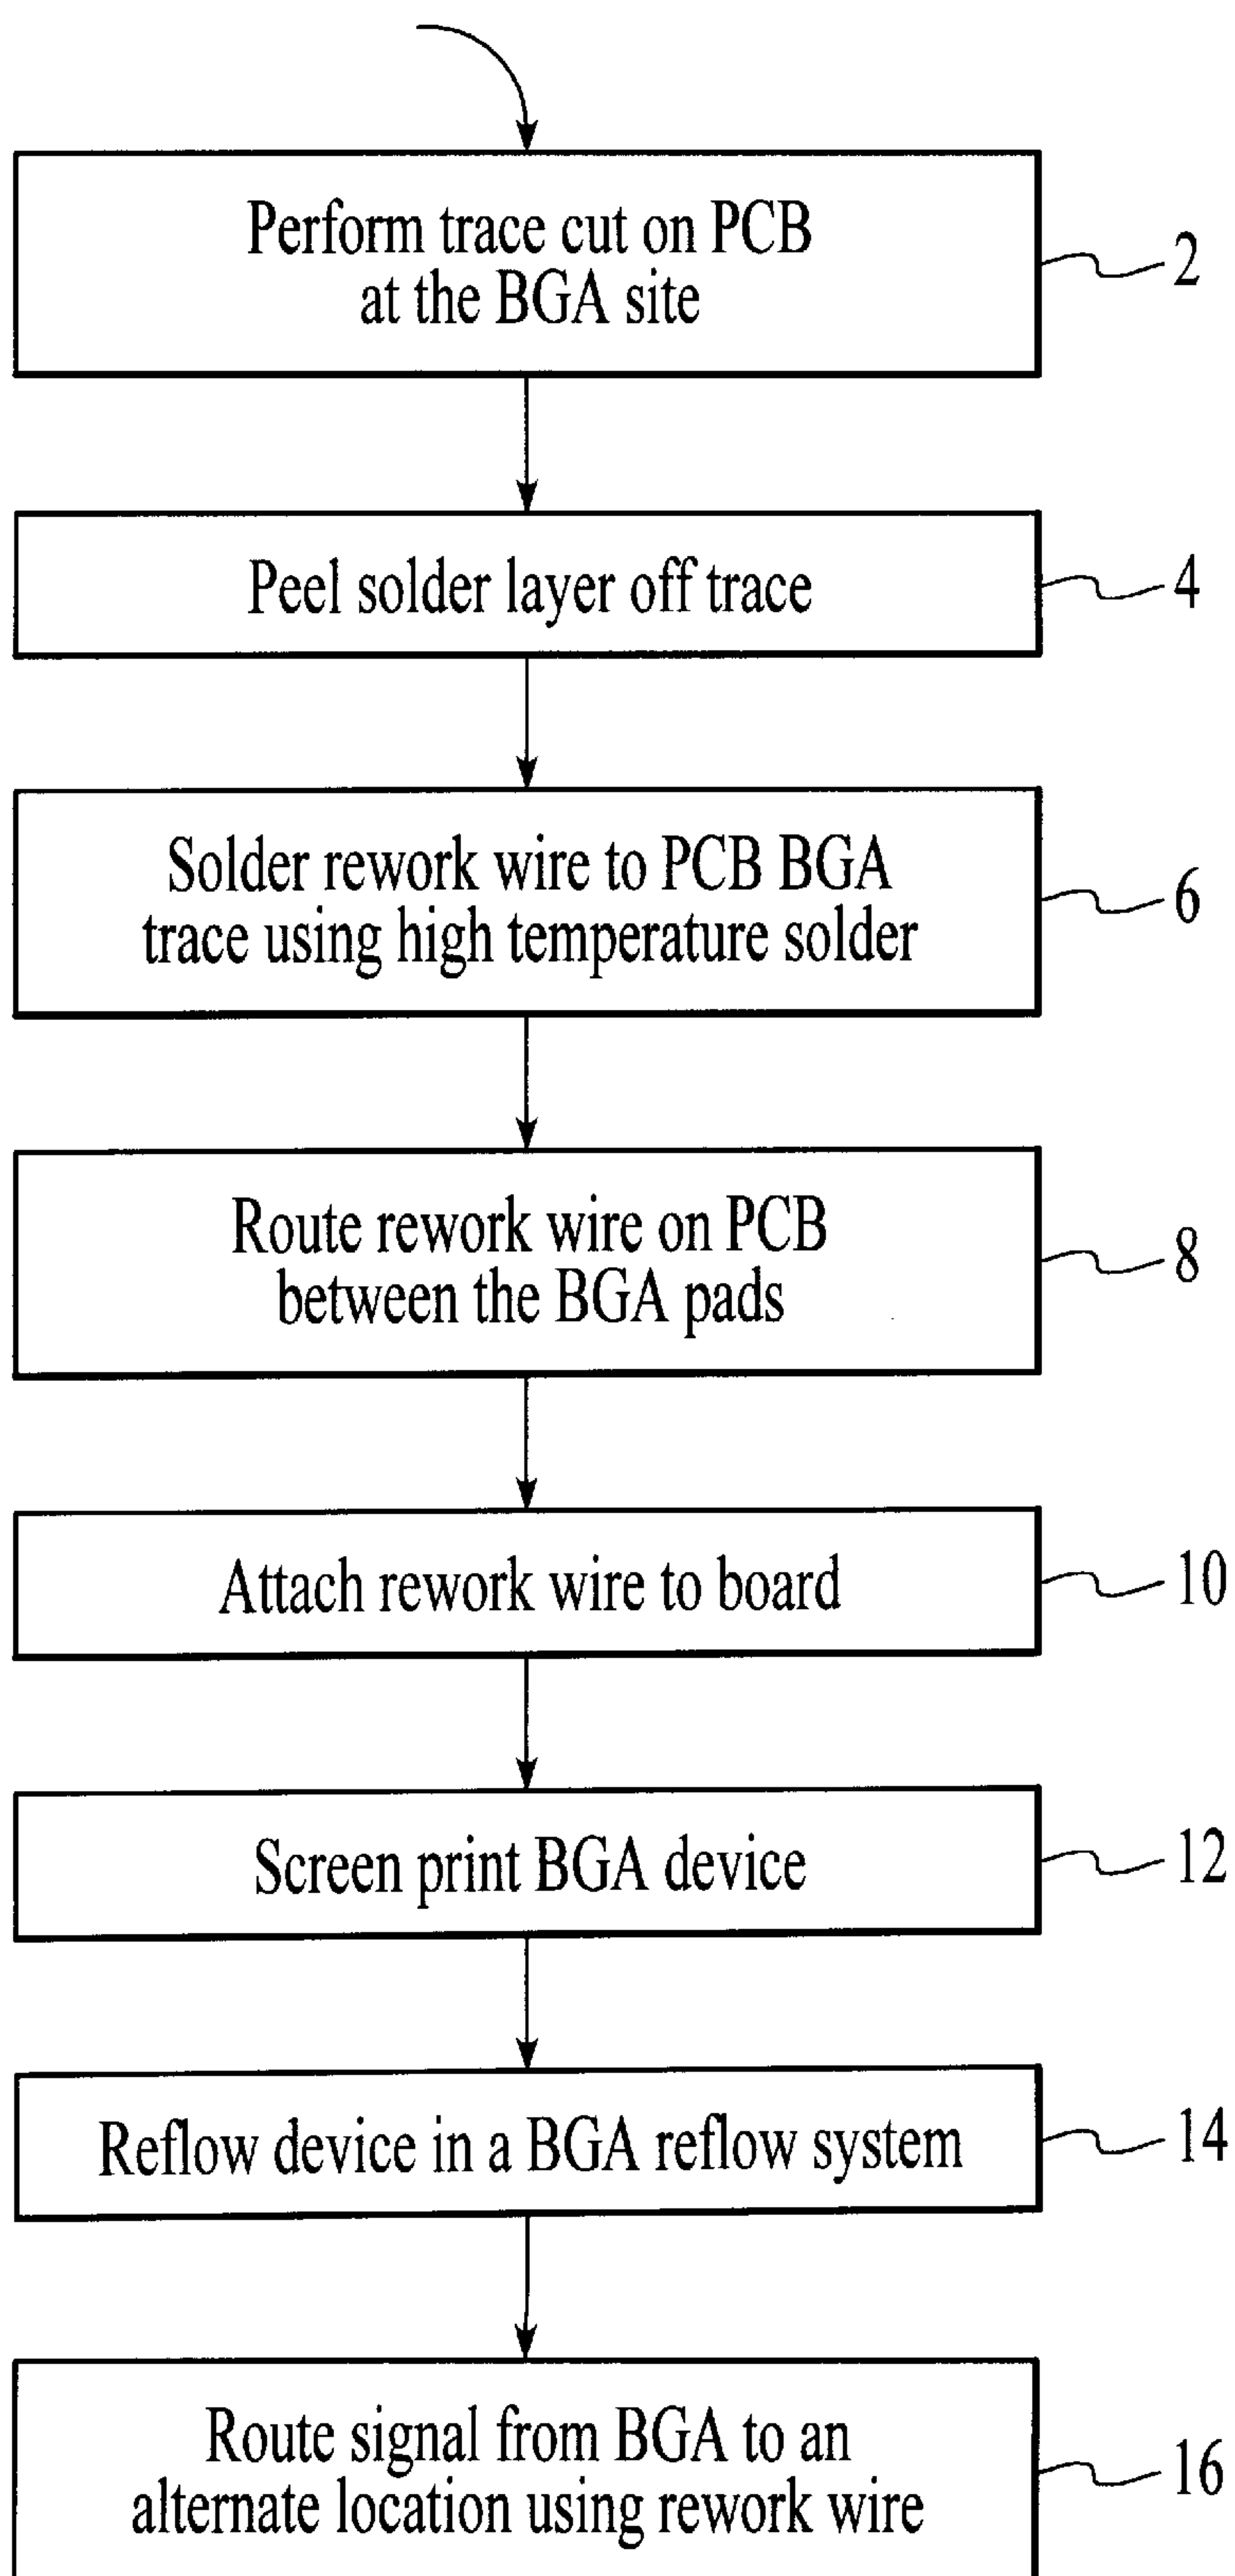 Perform trace cut on PCB
at the BGA site
2
Peel solder layer off trace
4
Solder rework wire to PCB BGA
trace using high temperature solder
6
Route rework wire on PCB
between the BGA pads
8
Attach rework wire to board
10
Screen print BGA device
12
Reflow device in a BGA reflow system
14
Route signal from BGA to an
alternate location using rework wire
16